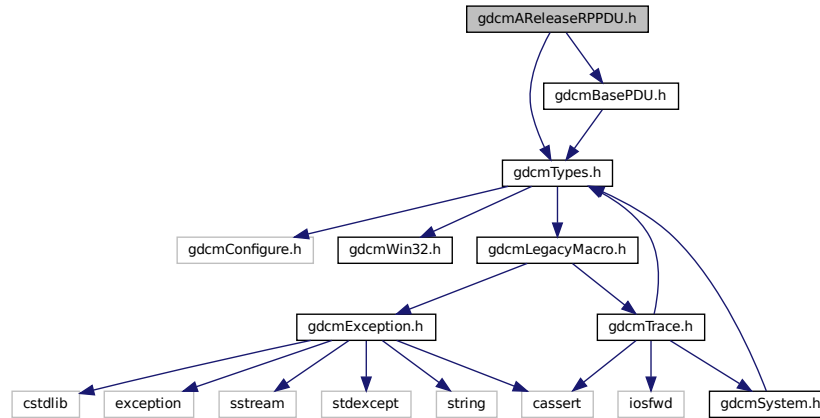 gdcmAReleaseRPPDU.h
gdcmBasePDU.h
gdcmTypes.h
gdcmConfigure.h
gdcmWin32.h
gdcmLegacyMacro.h
gdcmException.h
gdcmTrace.h
cstdlib
exception
sstream
stdexcept
string
cassert
iosfwd
gdcmSystem.h